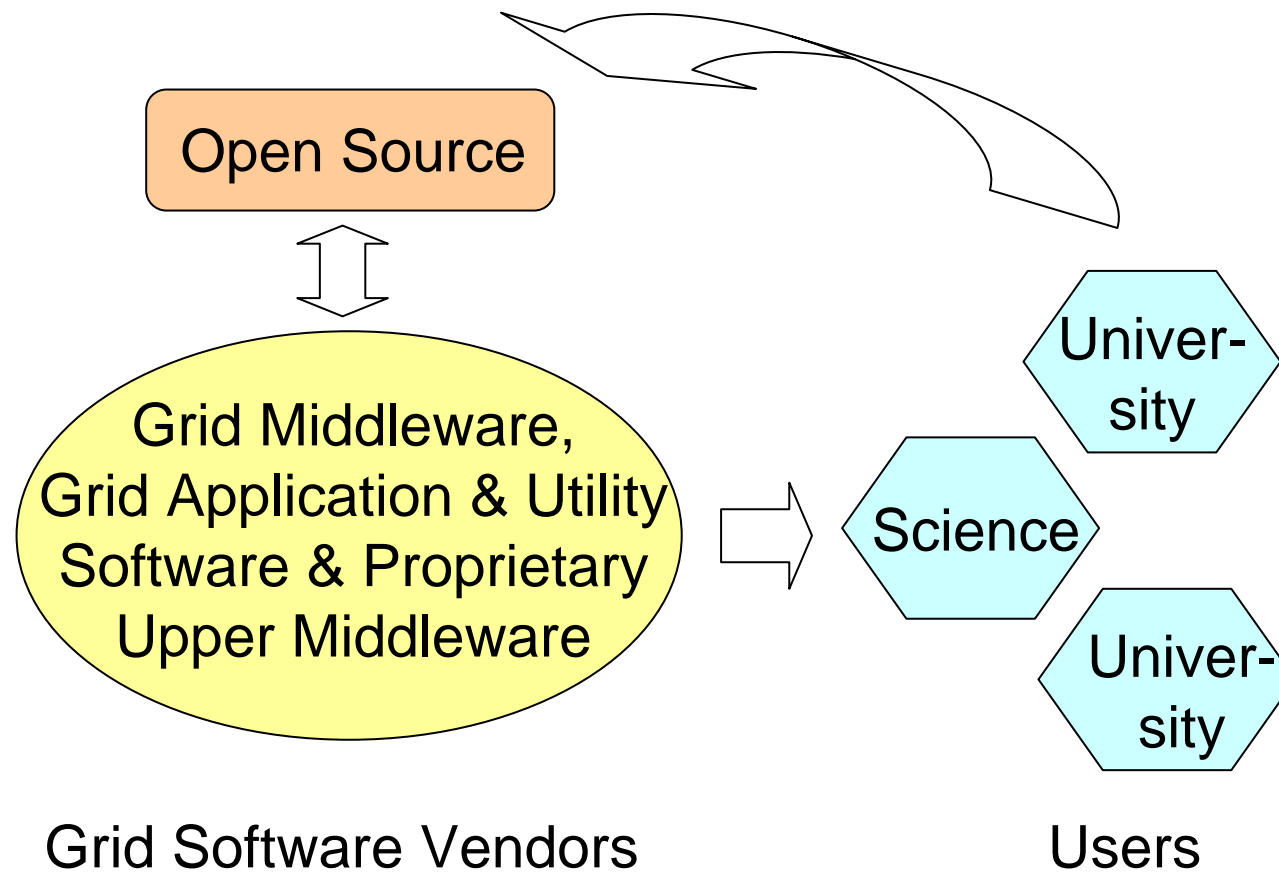 Open Source
Univer-
sity
Grid Middleware,
Grid Application & Utility
Software & Proprietary
Upper Middleware
Science
Univer-
sity
Grid Software Vendors
Users